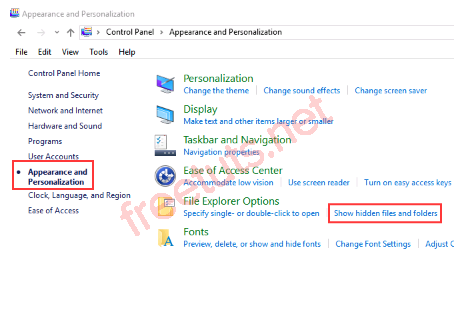 Appearance and Personalization
Control Panel > Appearance and Personalization
File Edit View Tools Help
Control Panel Home
System and Security
Network and Internet
Hardware and Sound
Programs
User Accounts
Appearance and
Personalization
Clock, Language, and Region
Ease of Access
Personalization
Change the theme Change sound effects Change screen saver
Display
Make text and other items larger or smaller
Taskbar and Navigation
Navigation properties
Ease of Access Center
Accommodate low vision Use screen reader Turn on easy access keys
File Explorer Options
Specify single- or double-click to open Show hidden files and folders
Fonts
Preview, delete, or show and hide fonts Change Font Settings Adjust
freetuts.net